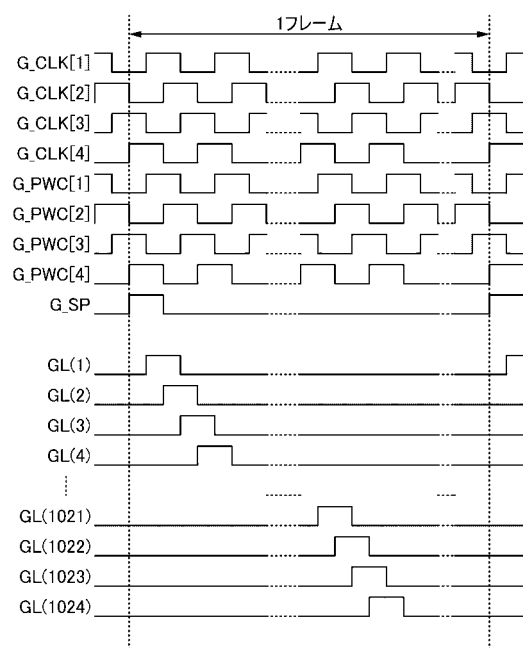 1フレーム
G_CLK[1]
G_CLK[2]
G_CLK[3]
G_CLK[4]
G_PWC[1]
G_PWC[2]
G_PWC[3]
G_PWC[4]
G_SP
GL(1)
GL(2)
GL(3)
GL(4)
GL(1021)
GL(1022)
GL(1023)
GL(1024)